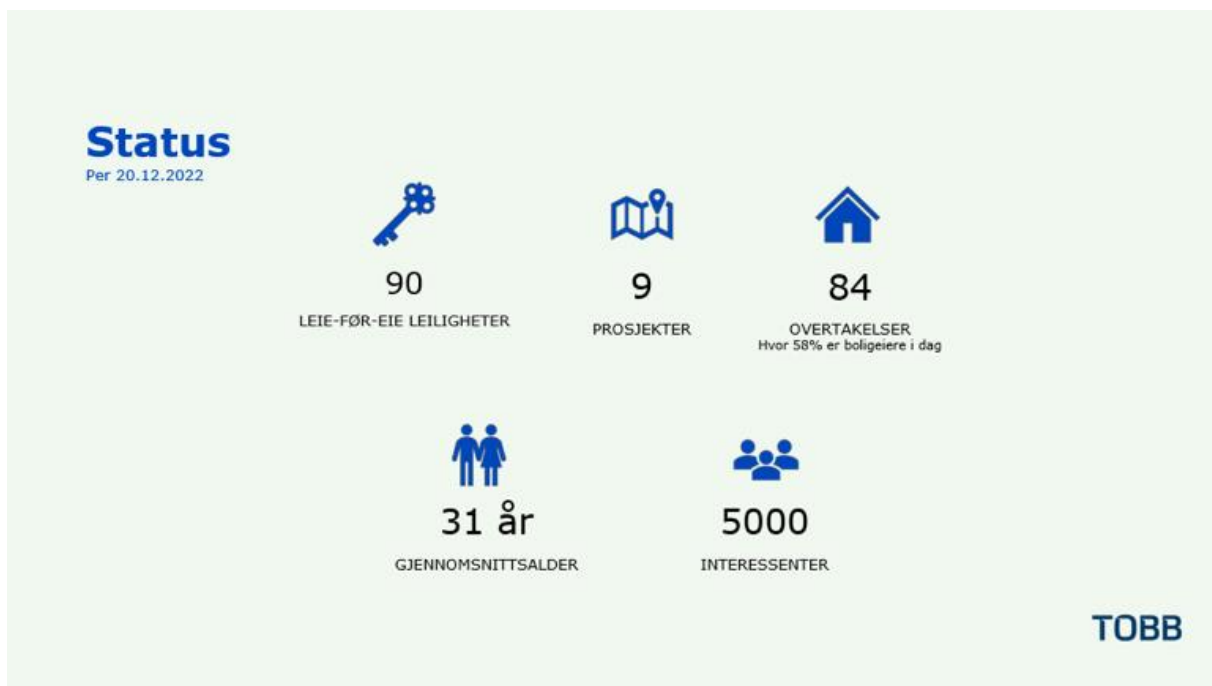 Status
Per 20.12.2022
90
LEIE-FØR-EIE LEILIGHETER
9
PROSJEKTER
84
OVERTAKELSER
Hvor 58% er boligeiere i dag
31 år
GJENNOMSNITTSALDER
5000
INTERESSENTER
TOBB